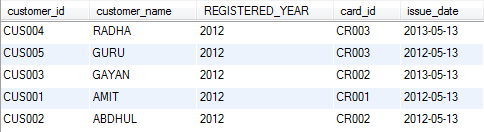 customer_id customer_name REGISTERED_YEAR card_id issue_date
CUS004 RADHA 2012 CR003 2013-05-13
CUS005 GURU 2012 CR003 2012-05-13
CUS003 GAYAN 2012 CR002 2013-05-13
CUS001 AMIT 2012 CR001 2012-05-13
CUS002 ABDHUL 2012 CR002 2012-05-13